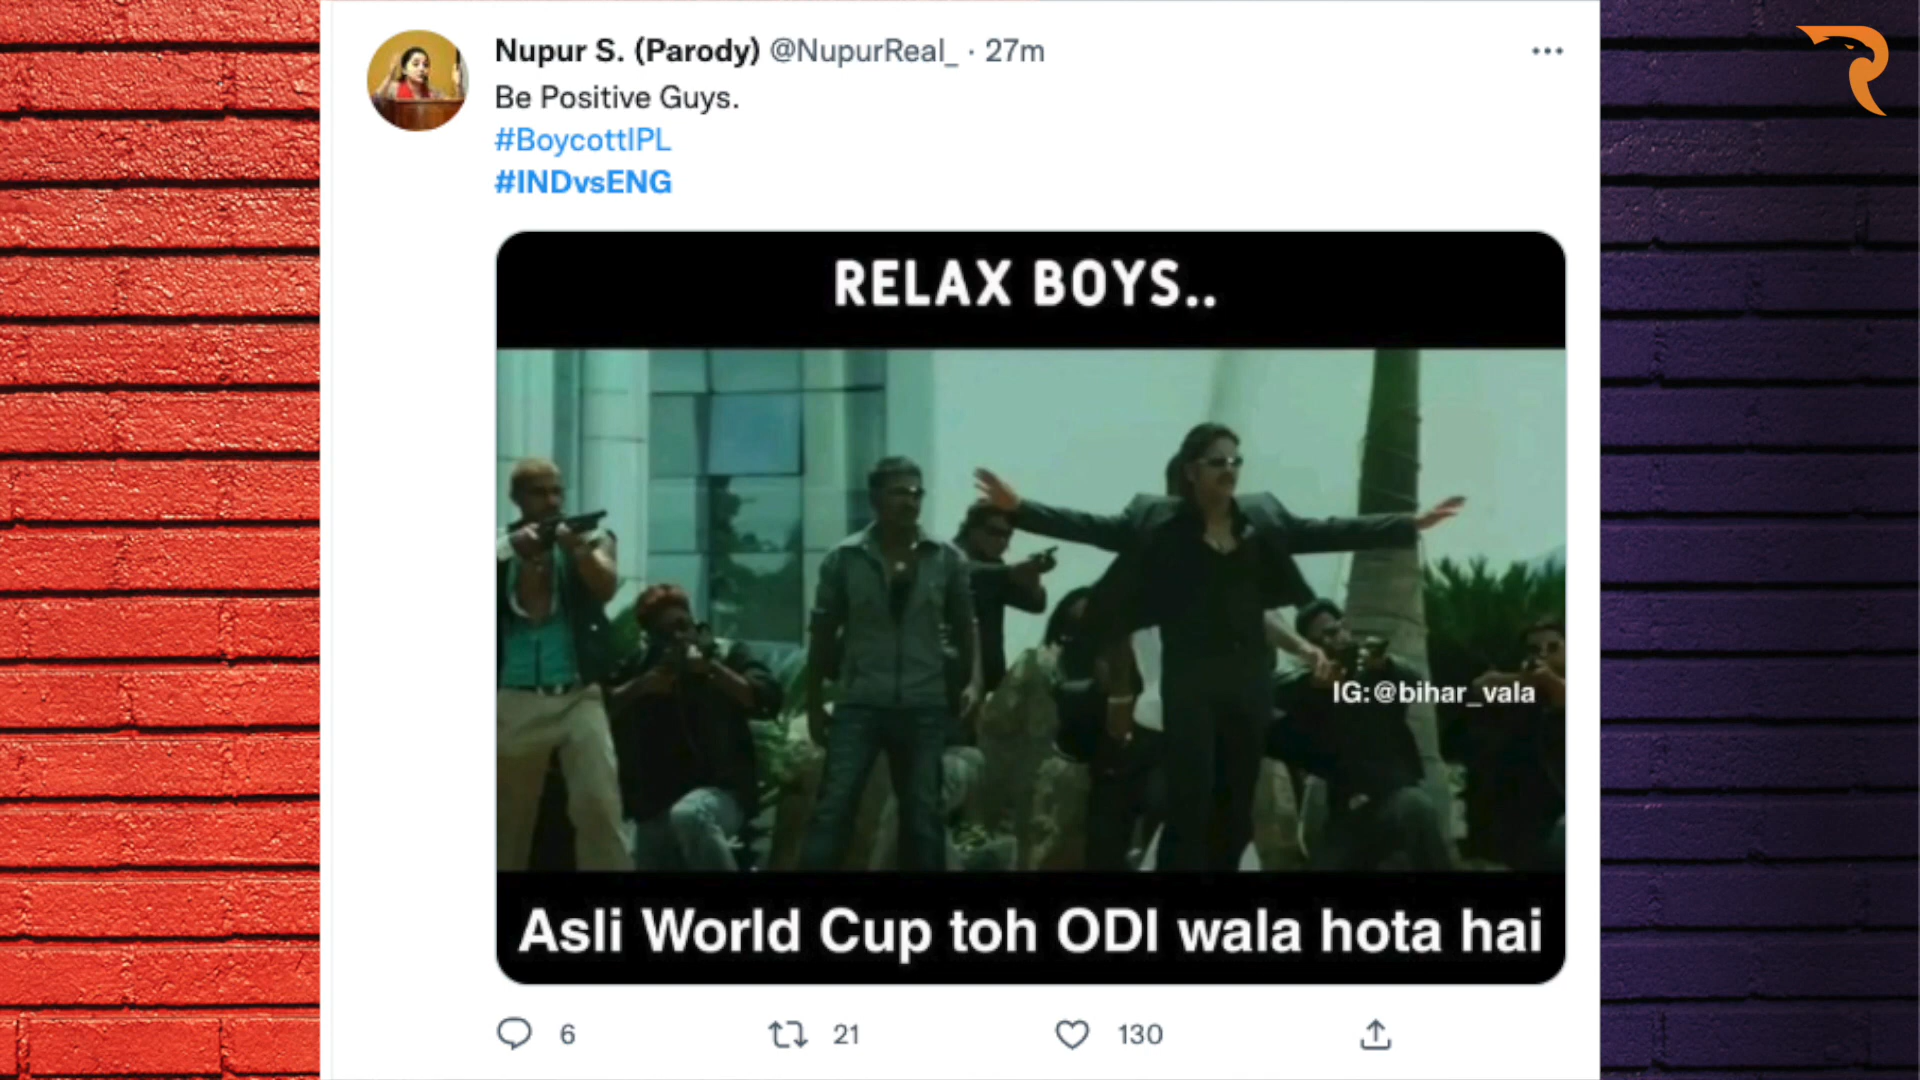 Nupur S. (Parody) @NupurReal_ · 27m
Be Positive Guys.
#BoycottIPL
#INDvsENG
RELAX BOYS..
IG:@bihar_vala
Asli World Cup toh ODI wala hota hai
6 21 130